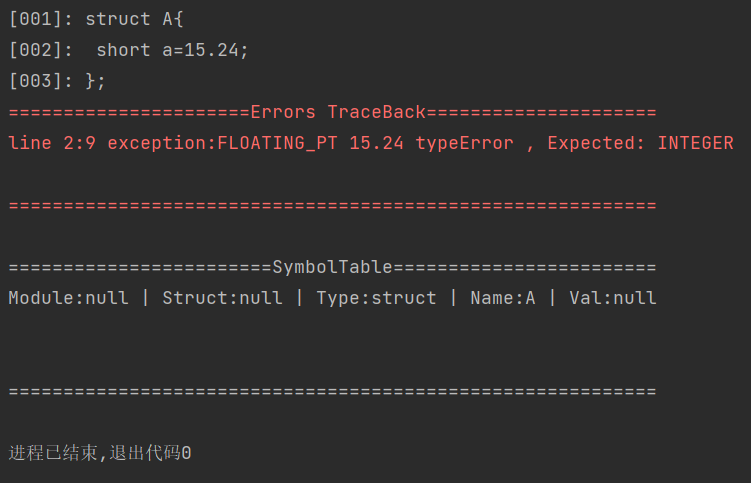 [001]: struct A{
[002]:  short a=15.24;
[003]: };
======================Errors TraceBack=====================
line 2:9 exception:FLOATING_PT 15.24 typeError , Expected: INTEGER
===========================================================
========================SymbolTable========================
Module:null | Struct:null | Type:struct | Name:A | Val:null
===========================================================
进程已结束,退出代码0